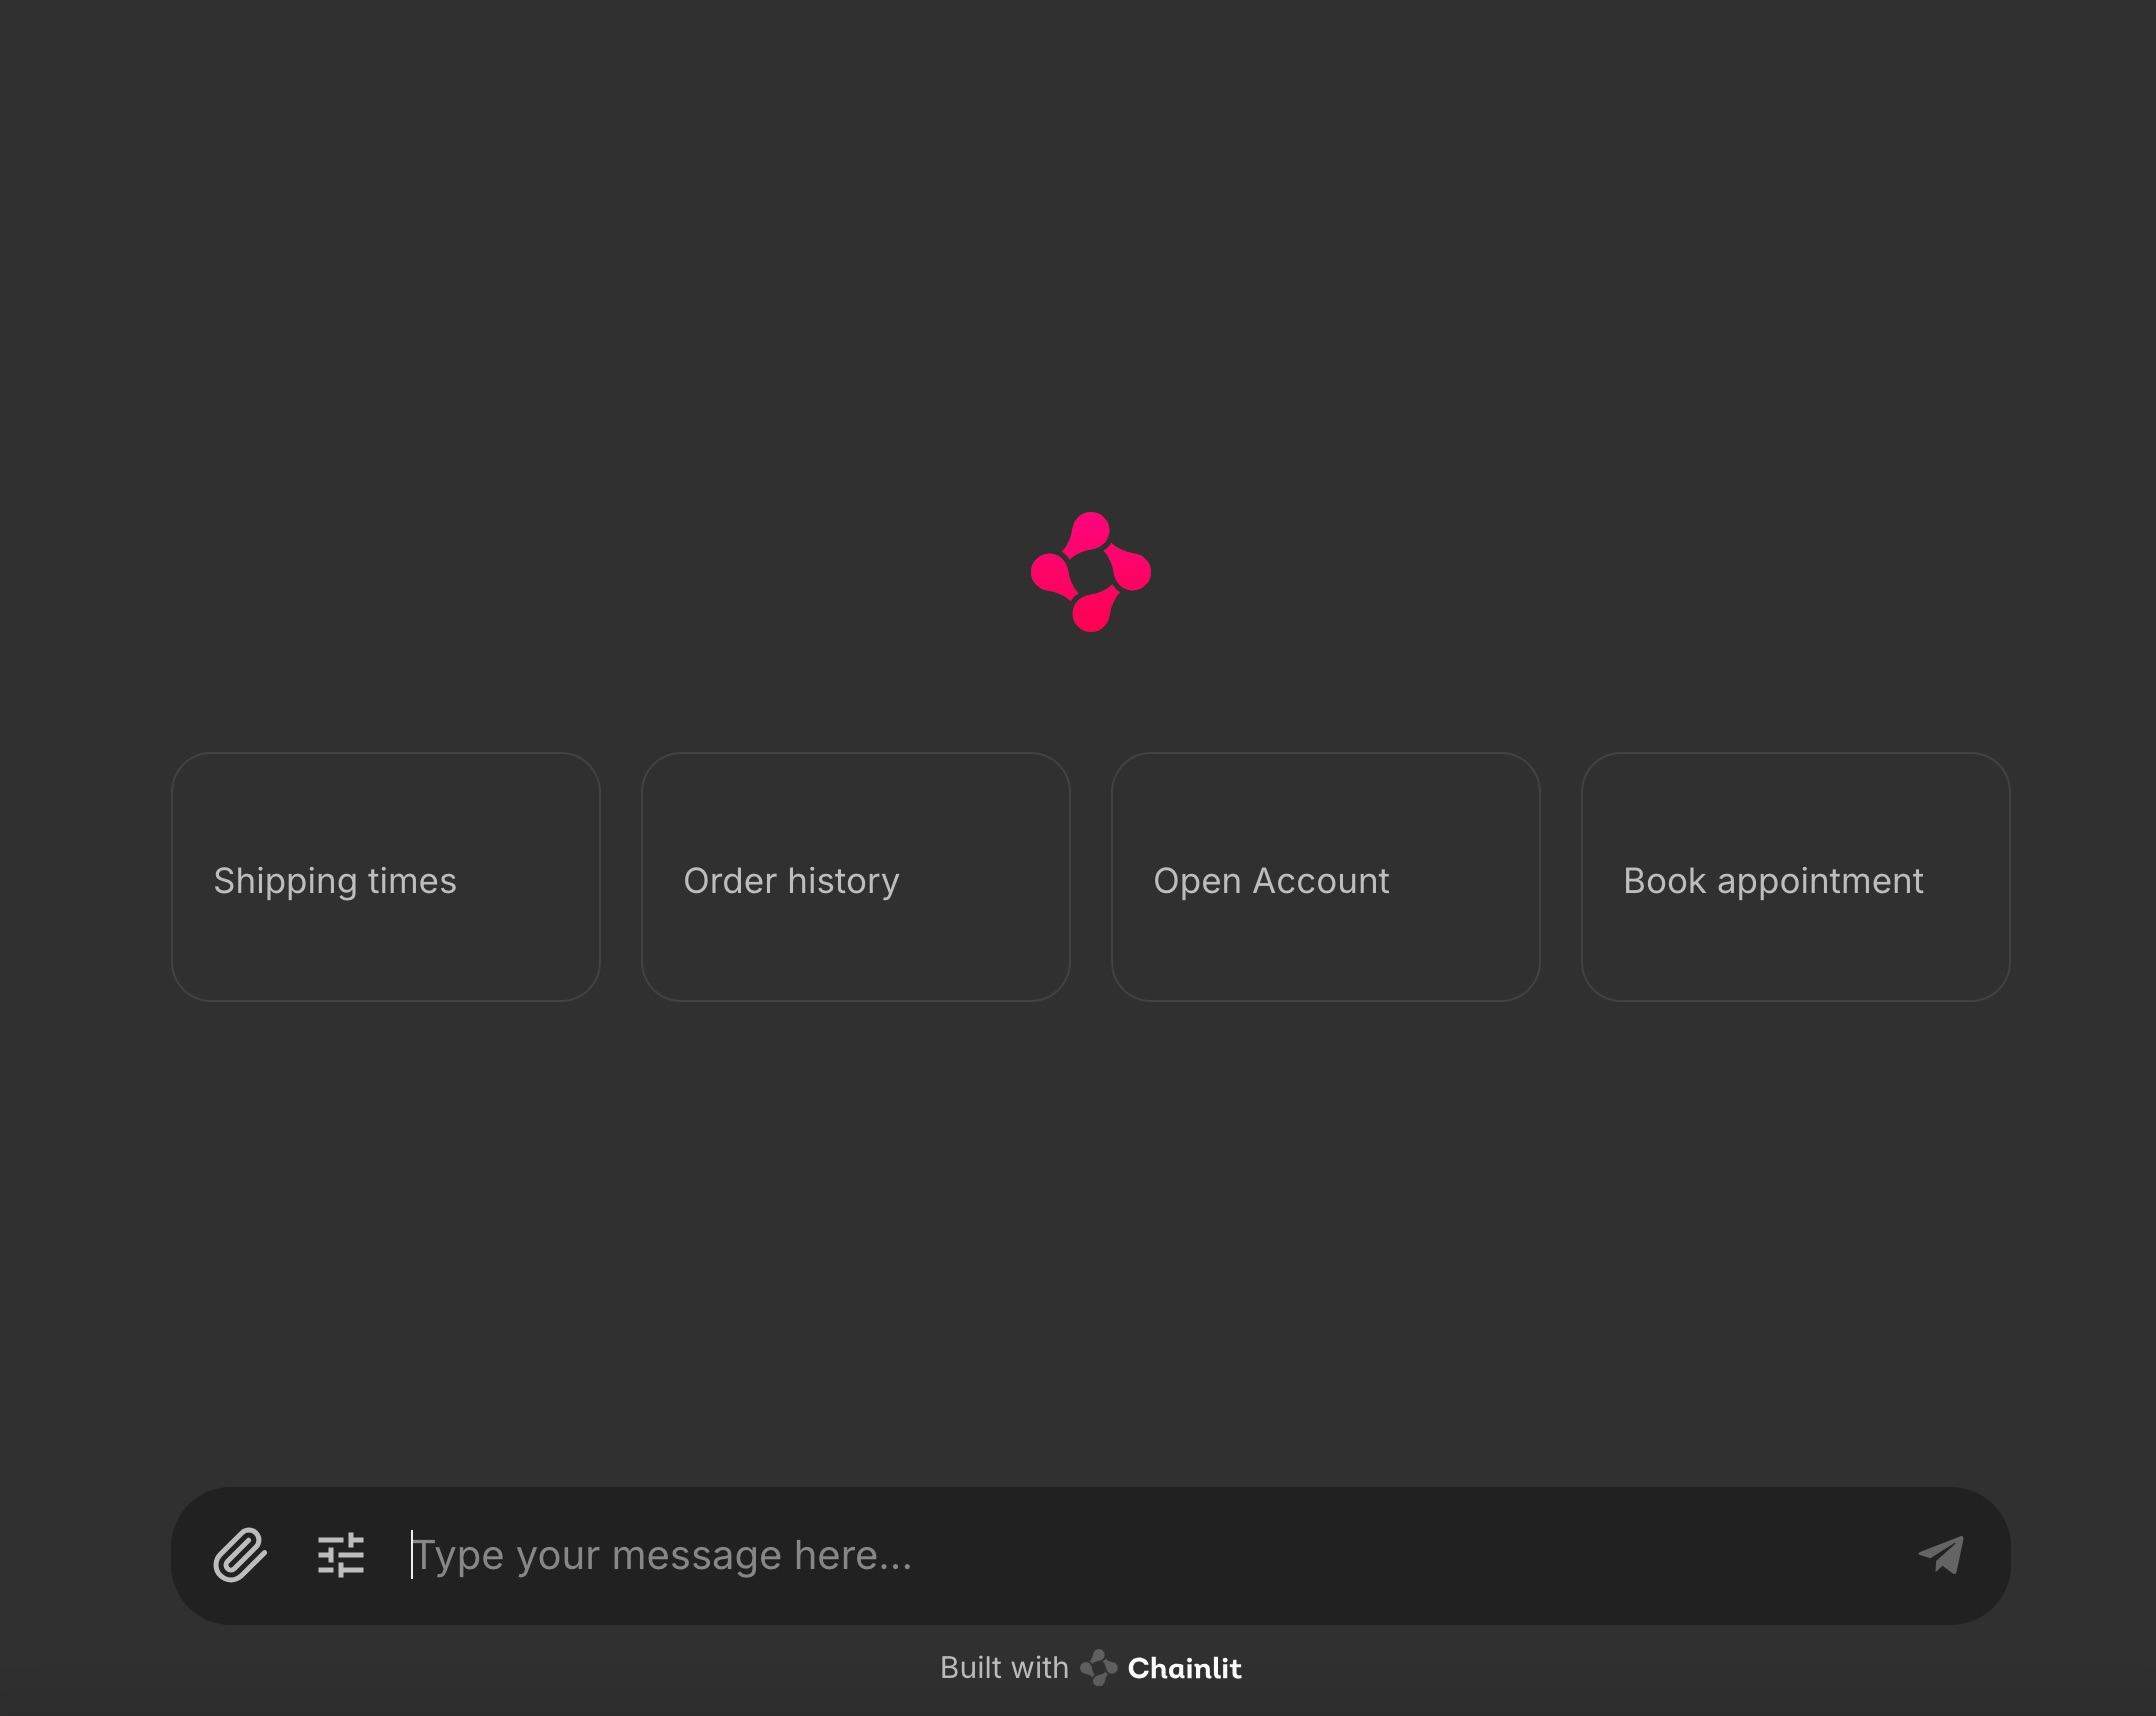 Shipping times
Order history
Open Account
Book appointment
Type your message here...
Built with Chainlit